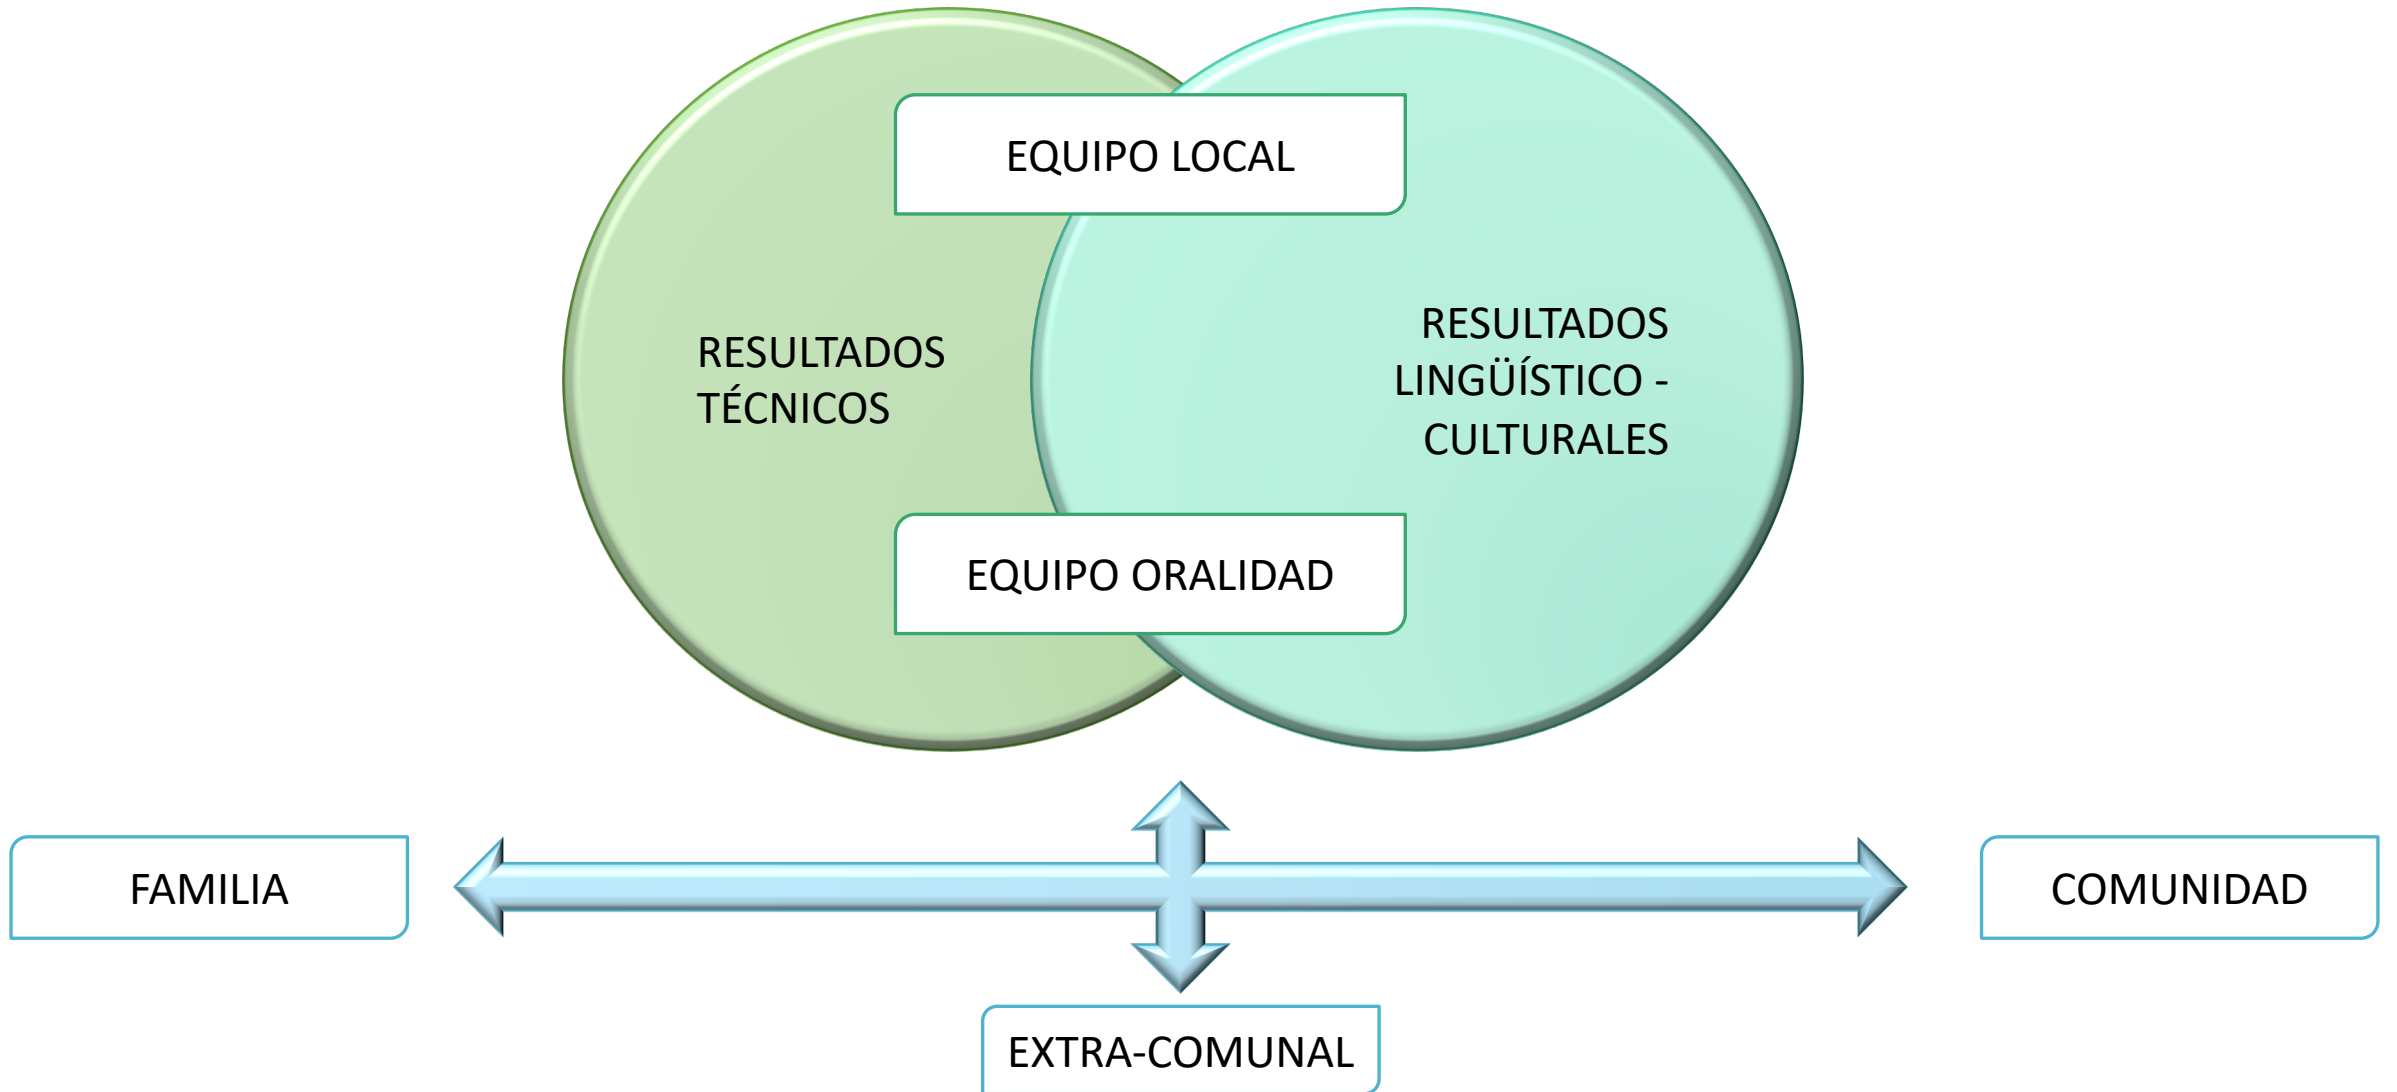 EQUIPO LOCAL
RESULTADOS
TÉCNICOS
RESULTADOS
LINGÜÍSTICO -
CULTURALES
EQUIPO ORALIDAD
FAMILIA
COMUNIDAD
EXTRA-COMUNAL